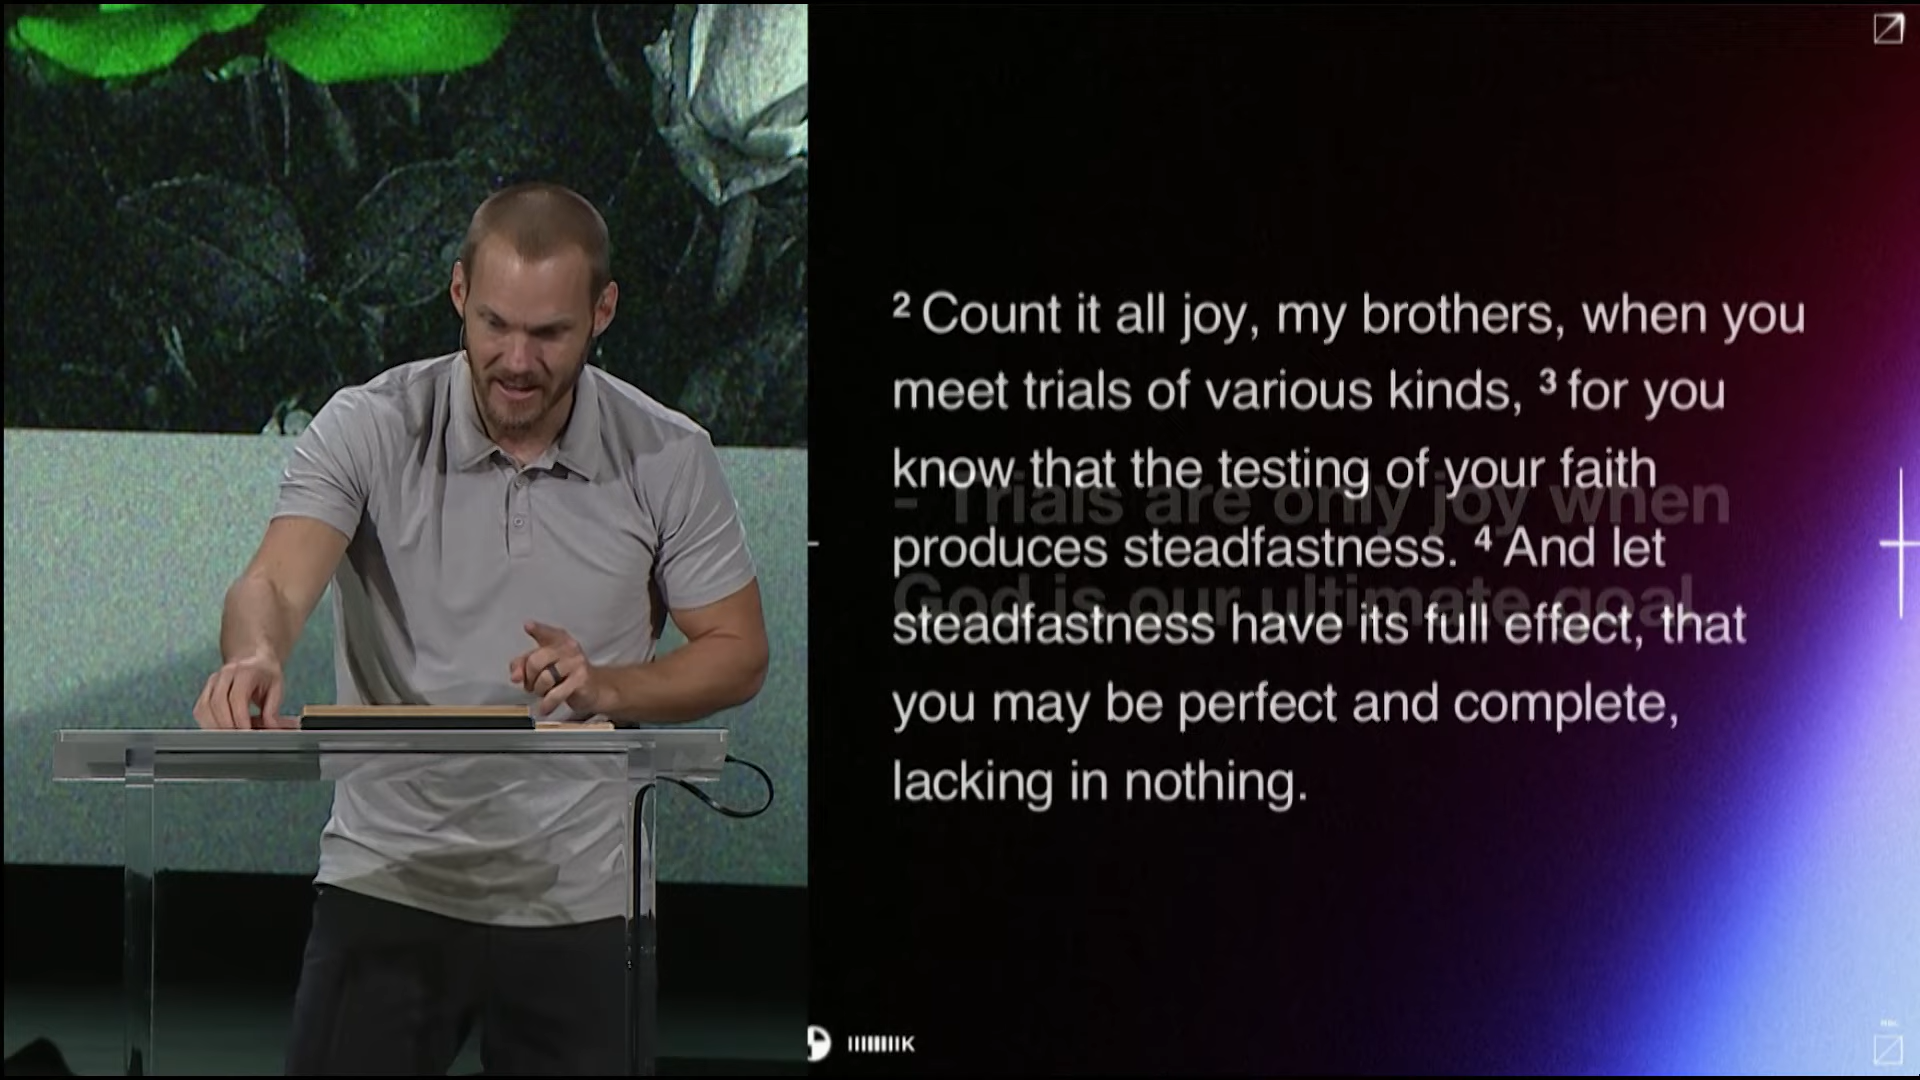 ² Count it all joy, my brothers, when you
meet trials of various kinds, ³ for you
know that the testing of your faith
- Trials are only joy when
produces steadfastness. ⁴ And let
God is our ultimate goal
steadfastness have its full effect, that
you may be perfect and complete,
lacking in nothing.
K